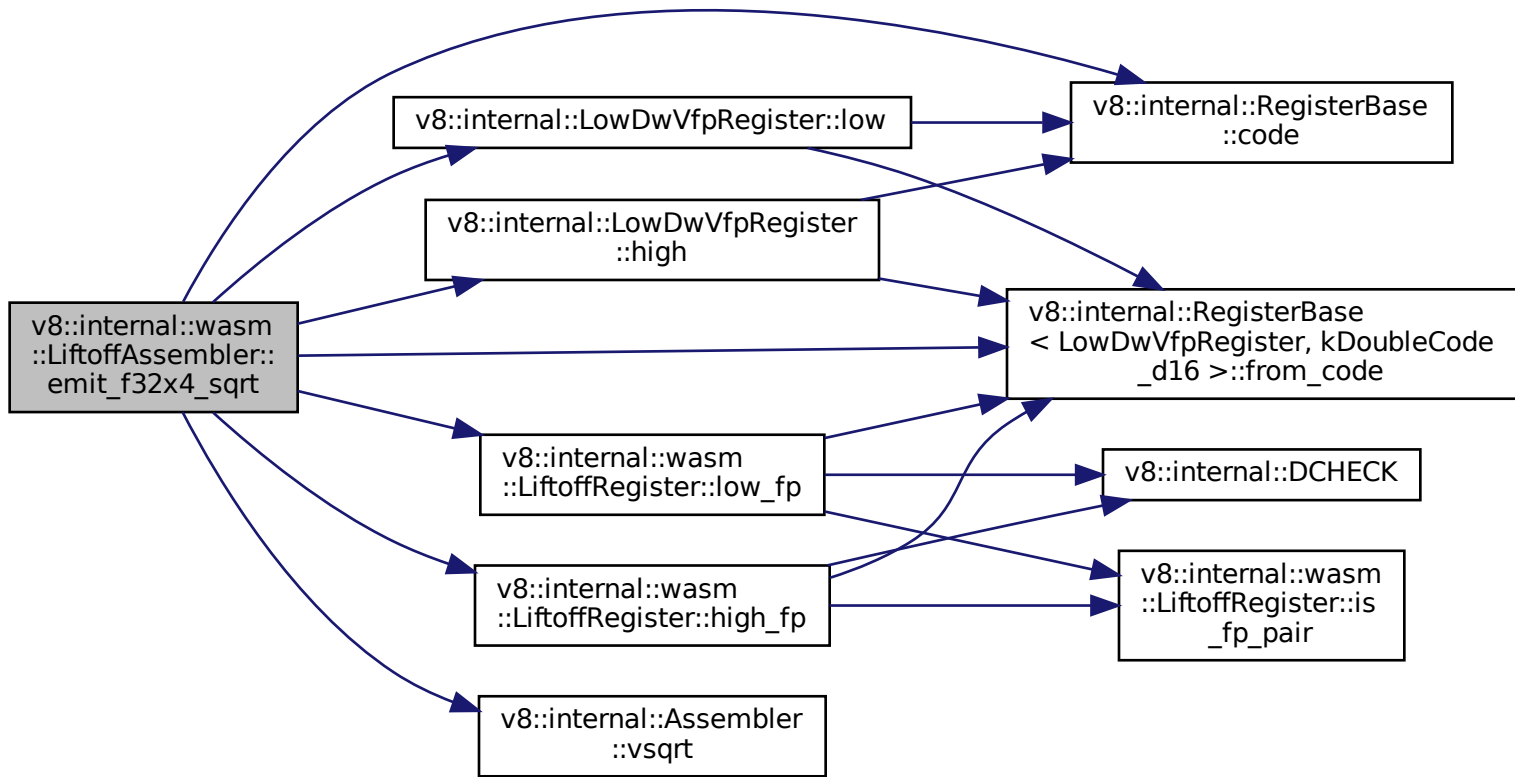 v8::internal::wasm
::LiftoffAssembler::
emit_f32x4_sqrt
v8::internal::LowDwVfpRegister::low
v8::internal::LowDwVfpRegister
::high
v8::internal::wasm
::LiftoffRegister::low_fp
v8::internal::wasm
::LiftoffRegister::high_fp
v8::internal::Assembler
::vsqrt
v8::internal::RegisterBase
::code
v8::internal::RegisterBase
< LowDwVfpRegister, kDoubleCode
_d16 >::from_code
v8::internal::DCHECK
v8::internal::wasm
::LiftoffRegister::is
_fp_pair